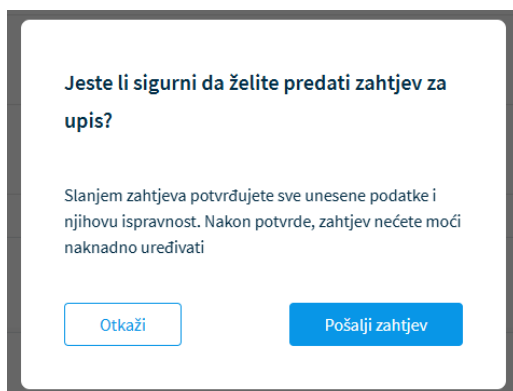 Jeste li sigurni da želite predati zahtjev za
upis?
Slanjem zahtjeva potvrđujete sve unesene podatke i
njihovu ispravnost. Nakon potvrde, zahtjev nećete moći
naknadno uređivati
Otkaži
Pošalji zahtjev